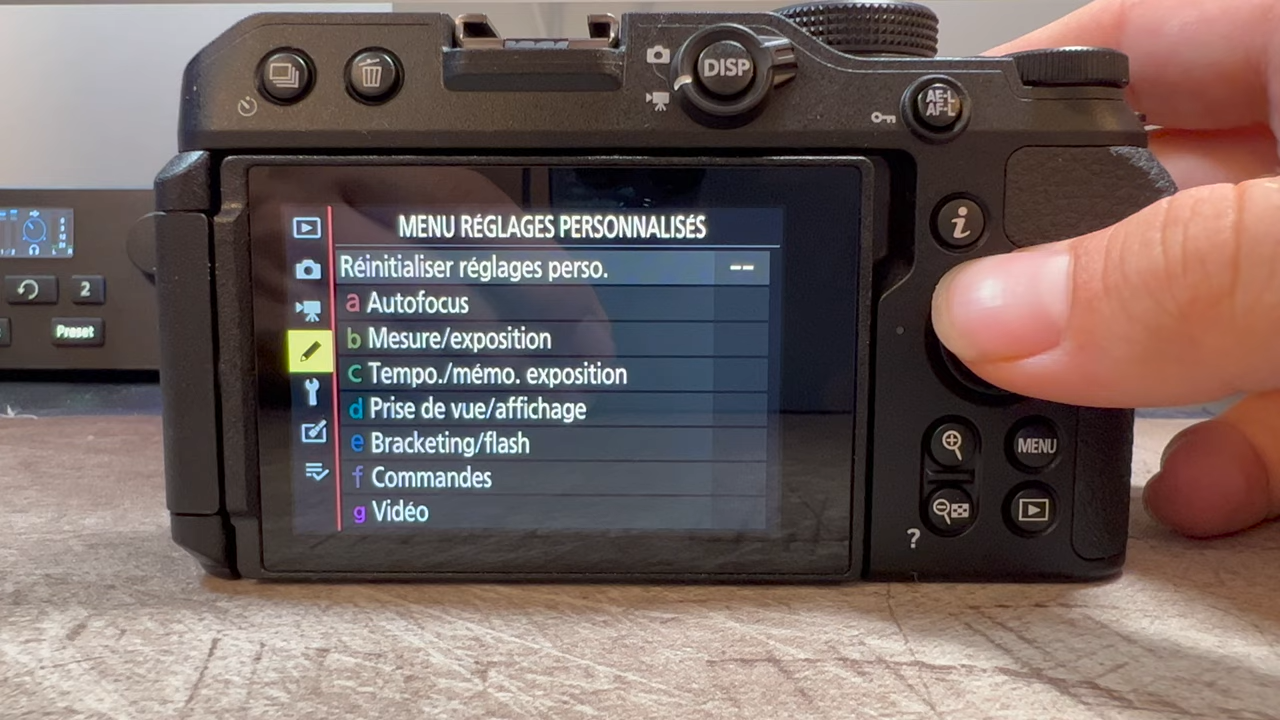 DISP
AE-L
AF-L
MENU RÉGLAGES PERSONNALISÉS
Réinitialiser réglages perso. --
a Autofocus
b Mesure/exposition
c Tempo./mémo. exposition
d Prise de vue/affichage
e Bracketing/flash
f Commandes
g Vidéo
i
MENU
?
2
Preset